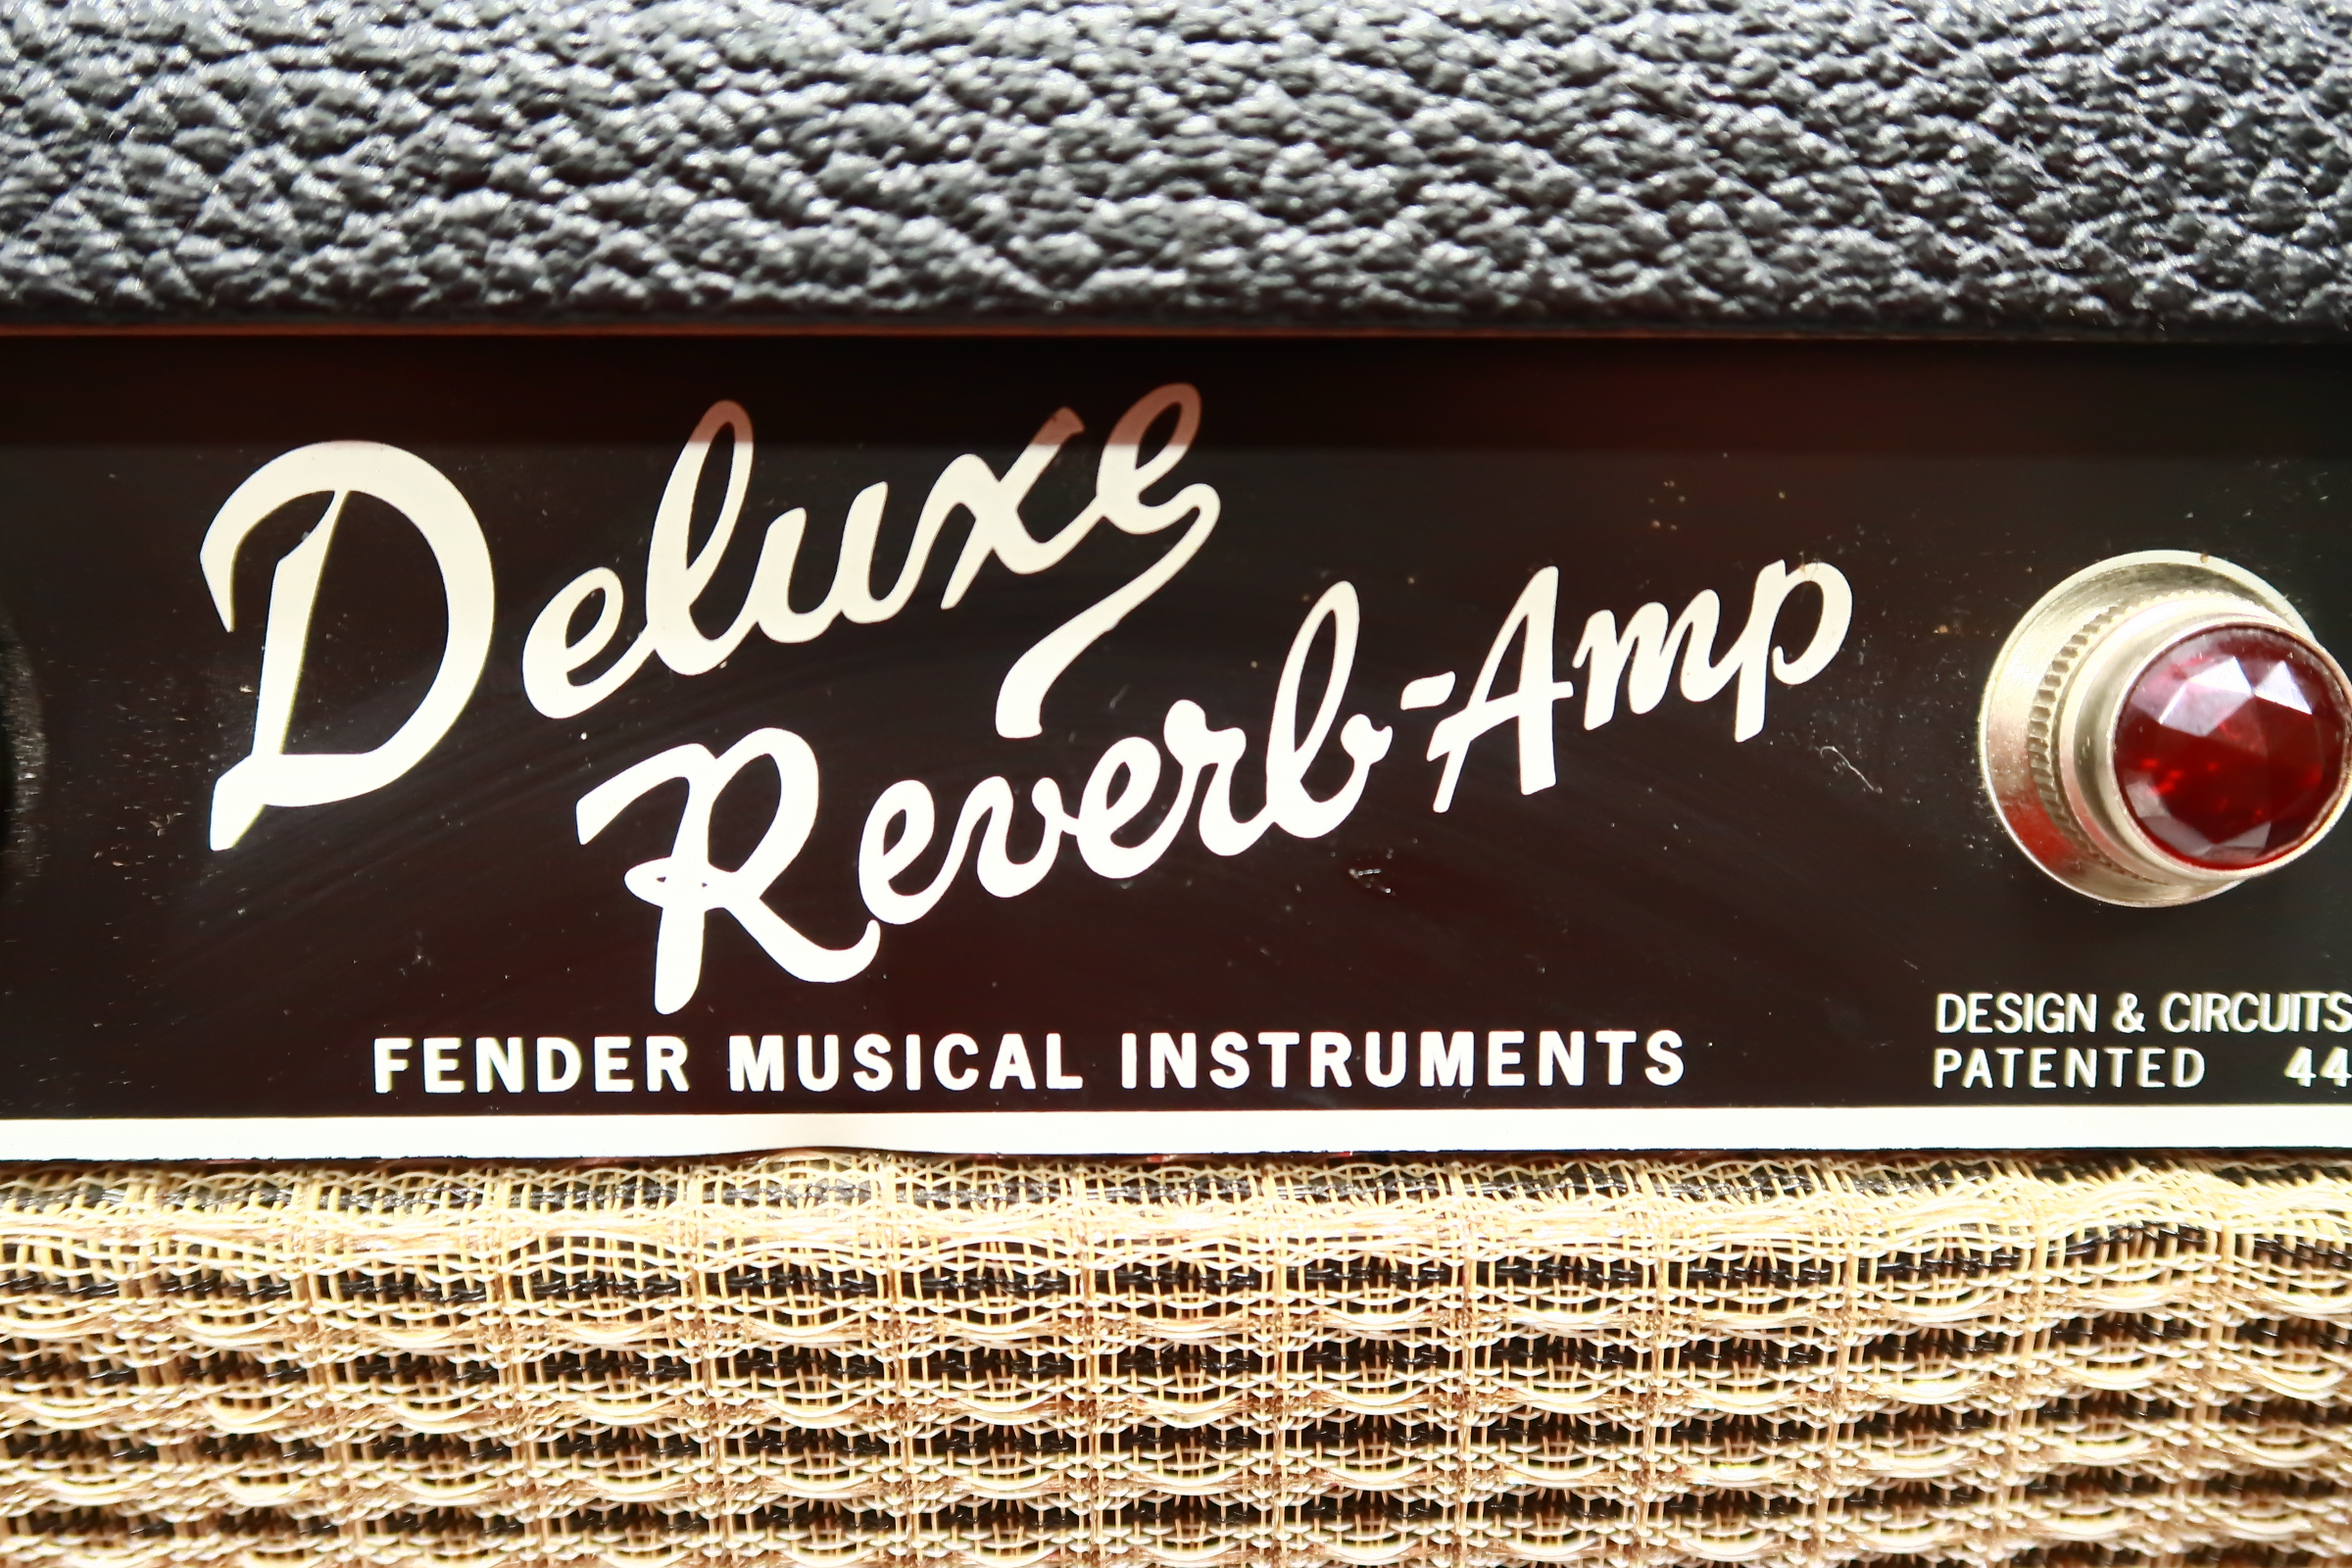 Deluxe
Reverb-Amp
FENDER MUSICAL INSTRUMENTS
DESIGN & CIRCUITS
PATENTED 44